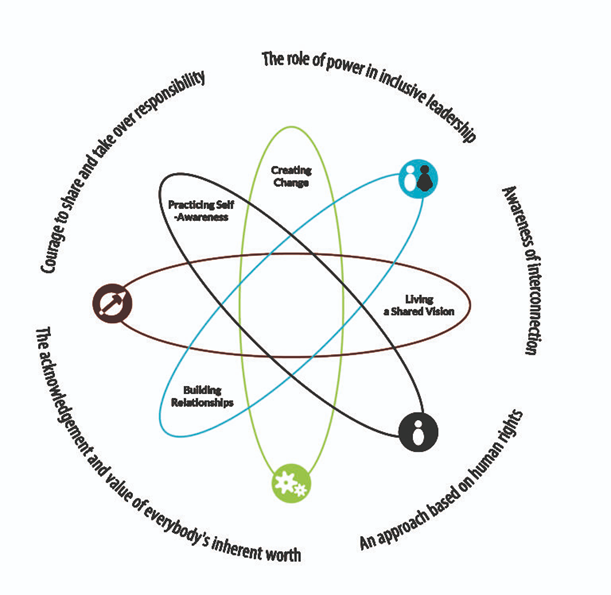 The role of power in inclusive leadership
Courage to share and take over responsibility
Awareness of interconnection
Creating
Change
Practicing Self
-Awareness
Living
a Shared Vision
Building
Relationships
The acknowledgement and value of everybody's inherent worth
An approach based on human rights